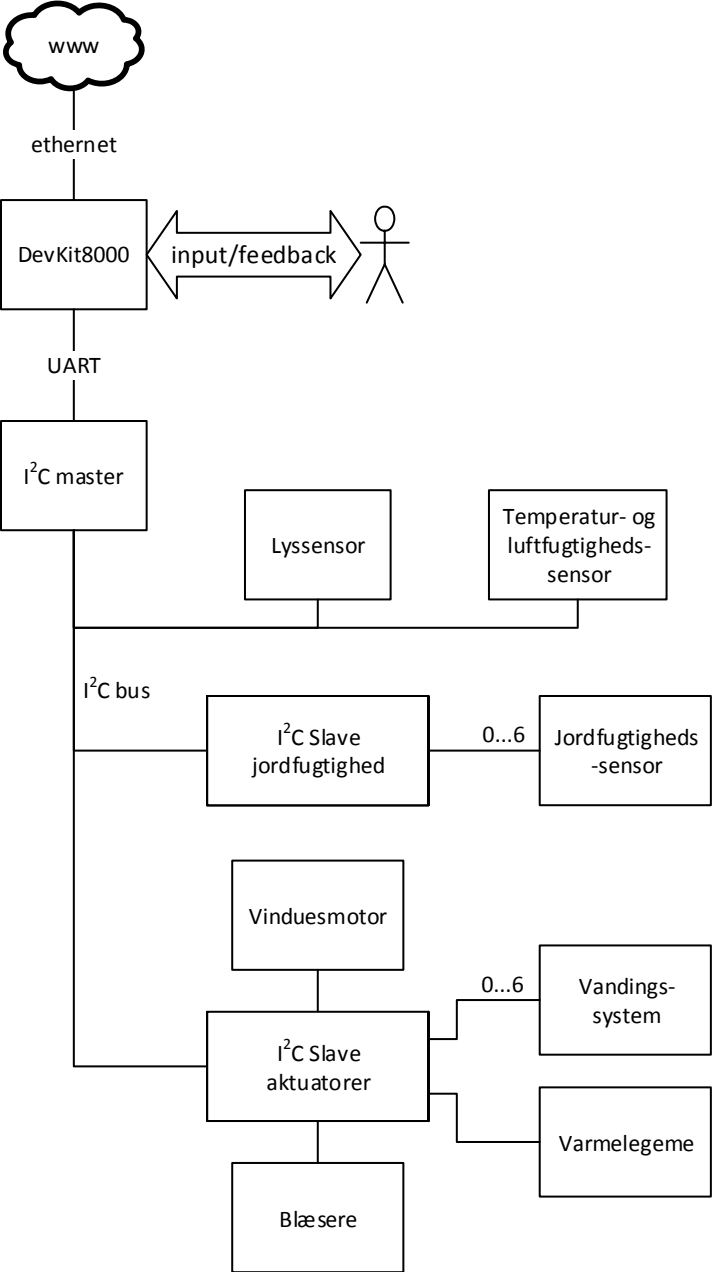 www
ethernet
DevKit8000
input/feedback
UART
I²C master
Lyssensor
Temperatur- og
luftfugtigheds-
sensor
I²C bus
I²C Slave
jordfugtighed
0...6
Jordfugtigheds
-sensor
Vinduesmotor
I²C Slave
aktuatorer
0...6
Vandings-
system
Varmelegeme
Blæsere